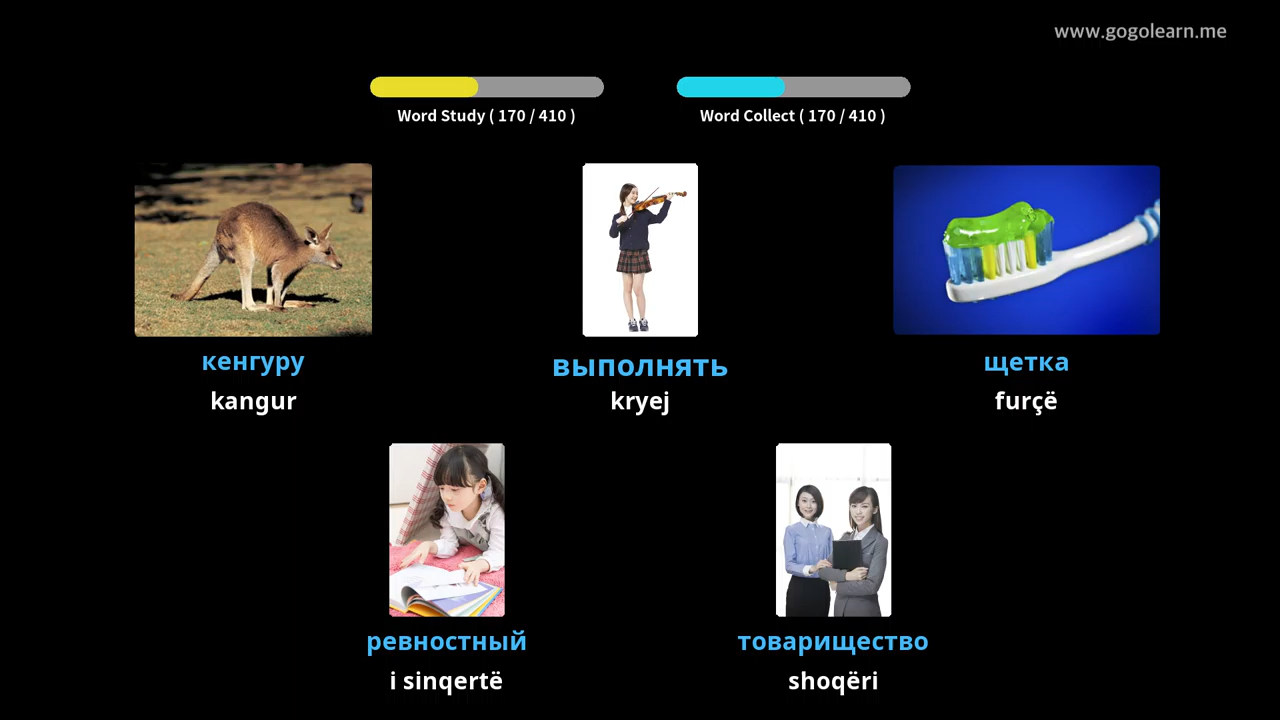 www.gogolearn.me
Word Study ( 170 / 410 )
Word Collect ( 170 / 410 )
кенгуру
kangur
выполнять
kryej
щетка
furçë
ревностный
i sinqertë
товарищество
shoqëri